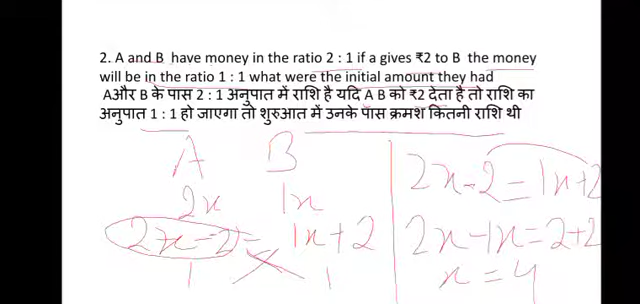 2. A and B have money in the ratio 2 : 1 if a gives ₹2 to B the money
will be in the ratio 1 : 1 what were the initial amount they had
Aऔर B के पास 2 : 1 अनुपात में राशि है यदि A B को ₹2 देता है तो राशि का
अनुपात 1 : 1 हो जाएगा तो शुरुआत में उनके पास क्रमश कितनी राशि थी
A B
2x 1x
2x-2 = 1x+2
1 1
2x-2=1x+2
2x-1x=2+2
x=4